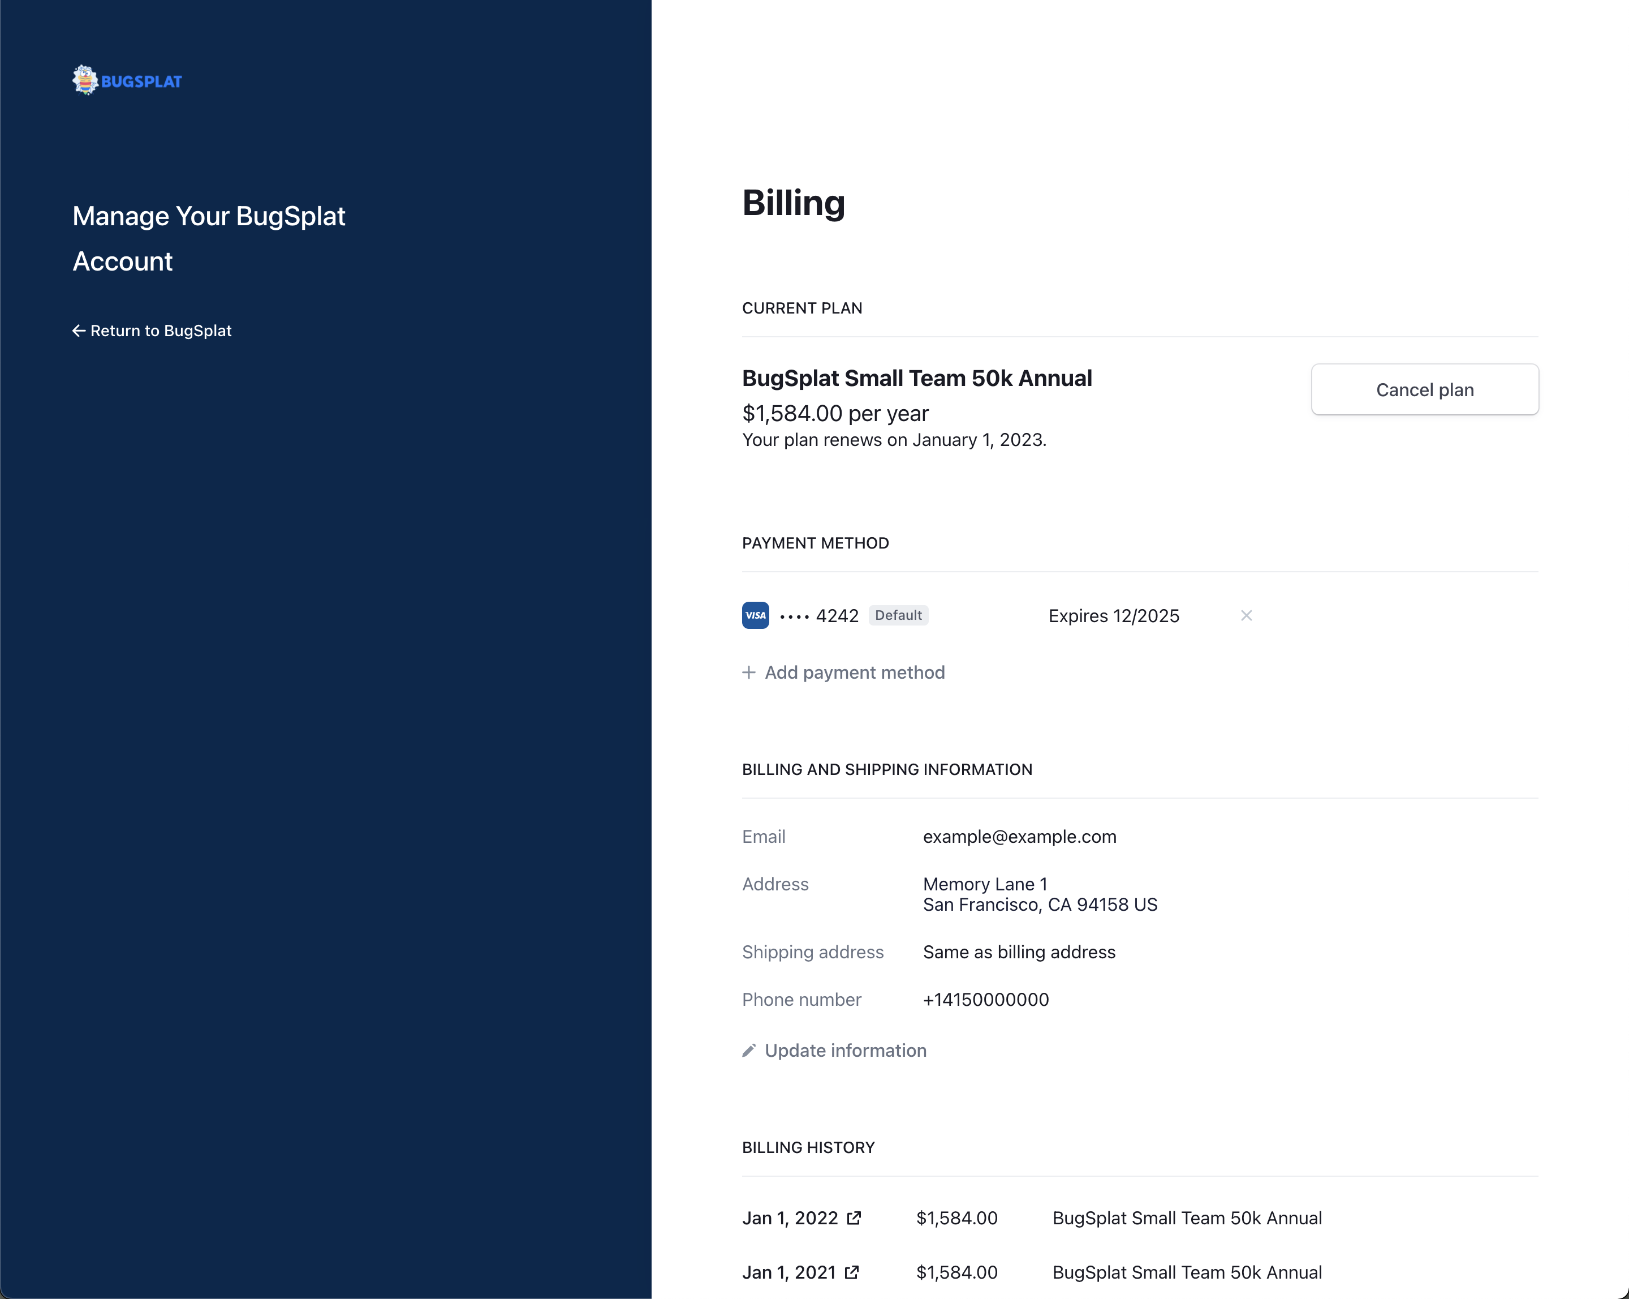 BUGSPLAT
Manage Your BugSplat
Account
← Return to BugSplat
Billing
CURRENT PLAN
BugSplat Small Team 50k Annual
$1,584.00 per year
Your plan renews on January 1, 2023.
Cancel plan
PAYMENT METHOD
VISA •••• 4242 Default Expires 12/2025 ×
+ Add payment method
BILLING AND SHIPPING INFORMATION
Email example@example.com
Address Memory Lane 1
San Francisco, CA 94158 US
Shipping address Same as billing address
Phone number +14150000000
Update information
BILLING HISTORY
Jan 1, 2022 $1,584.00 BugSplat Small Team 50k Annual
Jan 1, 2021 $1,584.00 BugSplat Small Team 50k Annual